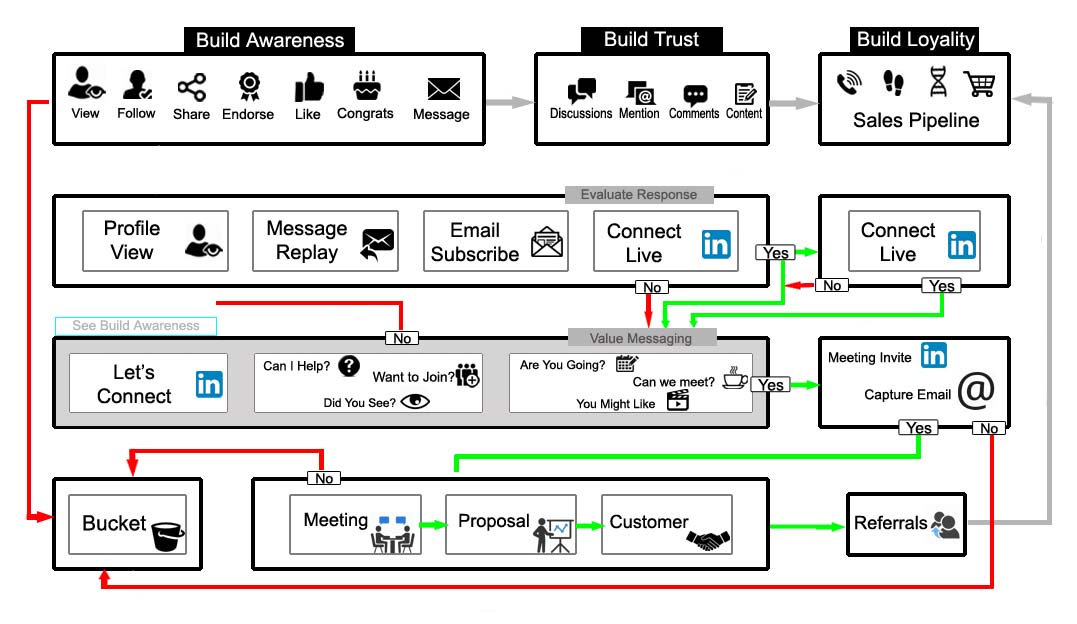 Build Awareness
Build Trust
Build Loyalty
View
Follow
Share
Endorse
Like
Congrats
Message
Discussions
Mention
Comments
Content
Sales Pipeline
Evaluate Response
Profile
View
Message
Replay
Email
Subscribe
Connect
Live
in
Yes
Connect
Live
in
No
No
Yes
See Build Awareness
No
Value Messaging
Let's
Connect
in
Can I Help?
?
Want to Join?
Did You See?
Are You Going?
Can we meet?
You Might Like
Yes
Meeting Invite
in
Capture Email
@
Yes
No
No
Bucket
Meeting
Proposal
Customer
Referrals